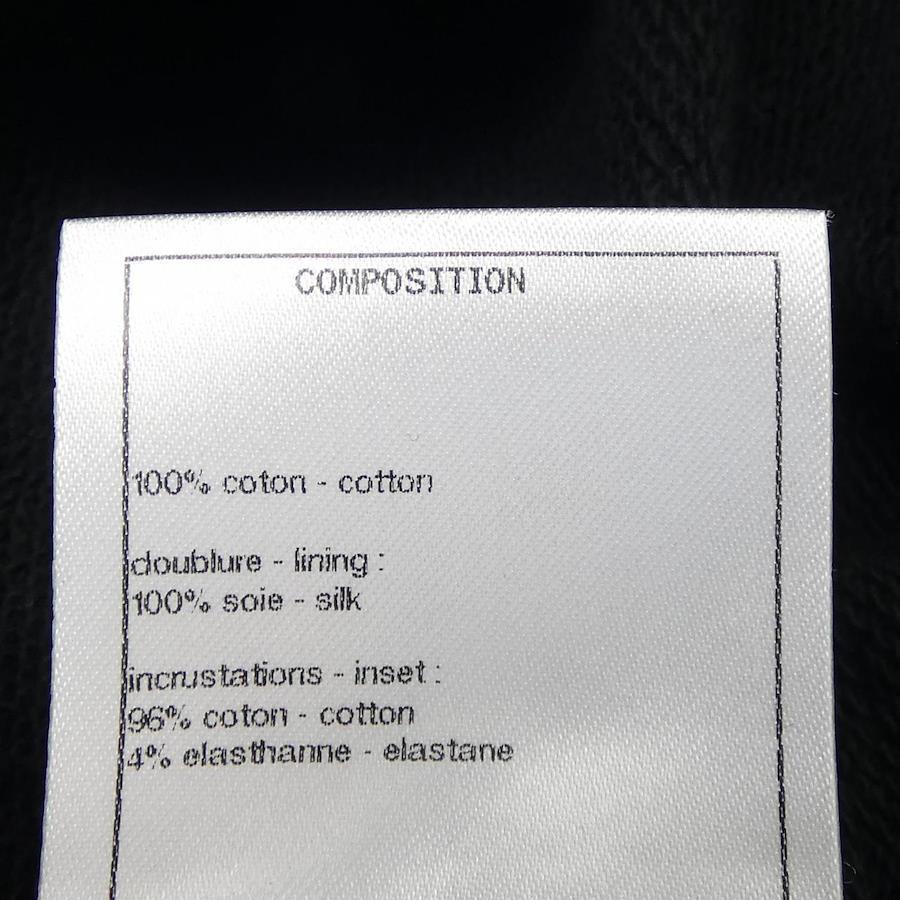 COMPOSITION
100% coton - cotton
doublure - lining :
100% soie - silk
incrustations - inset :
96% coton - cotton
4% elasthanne - elastane